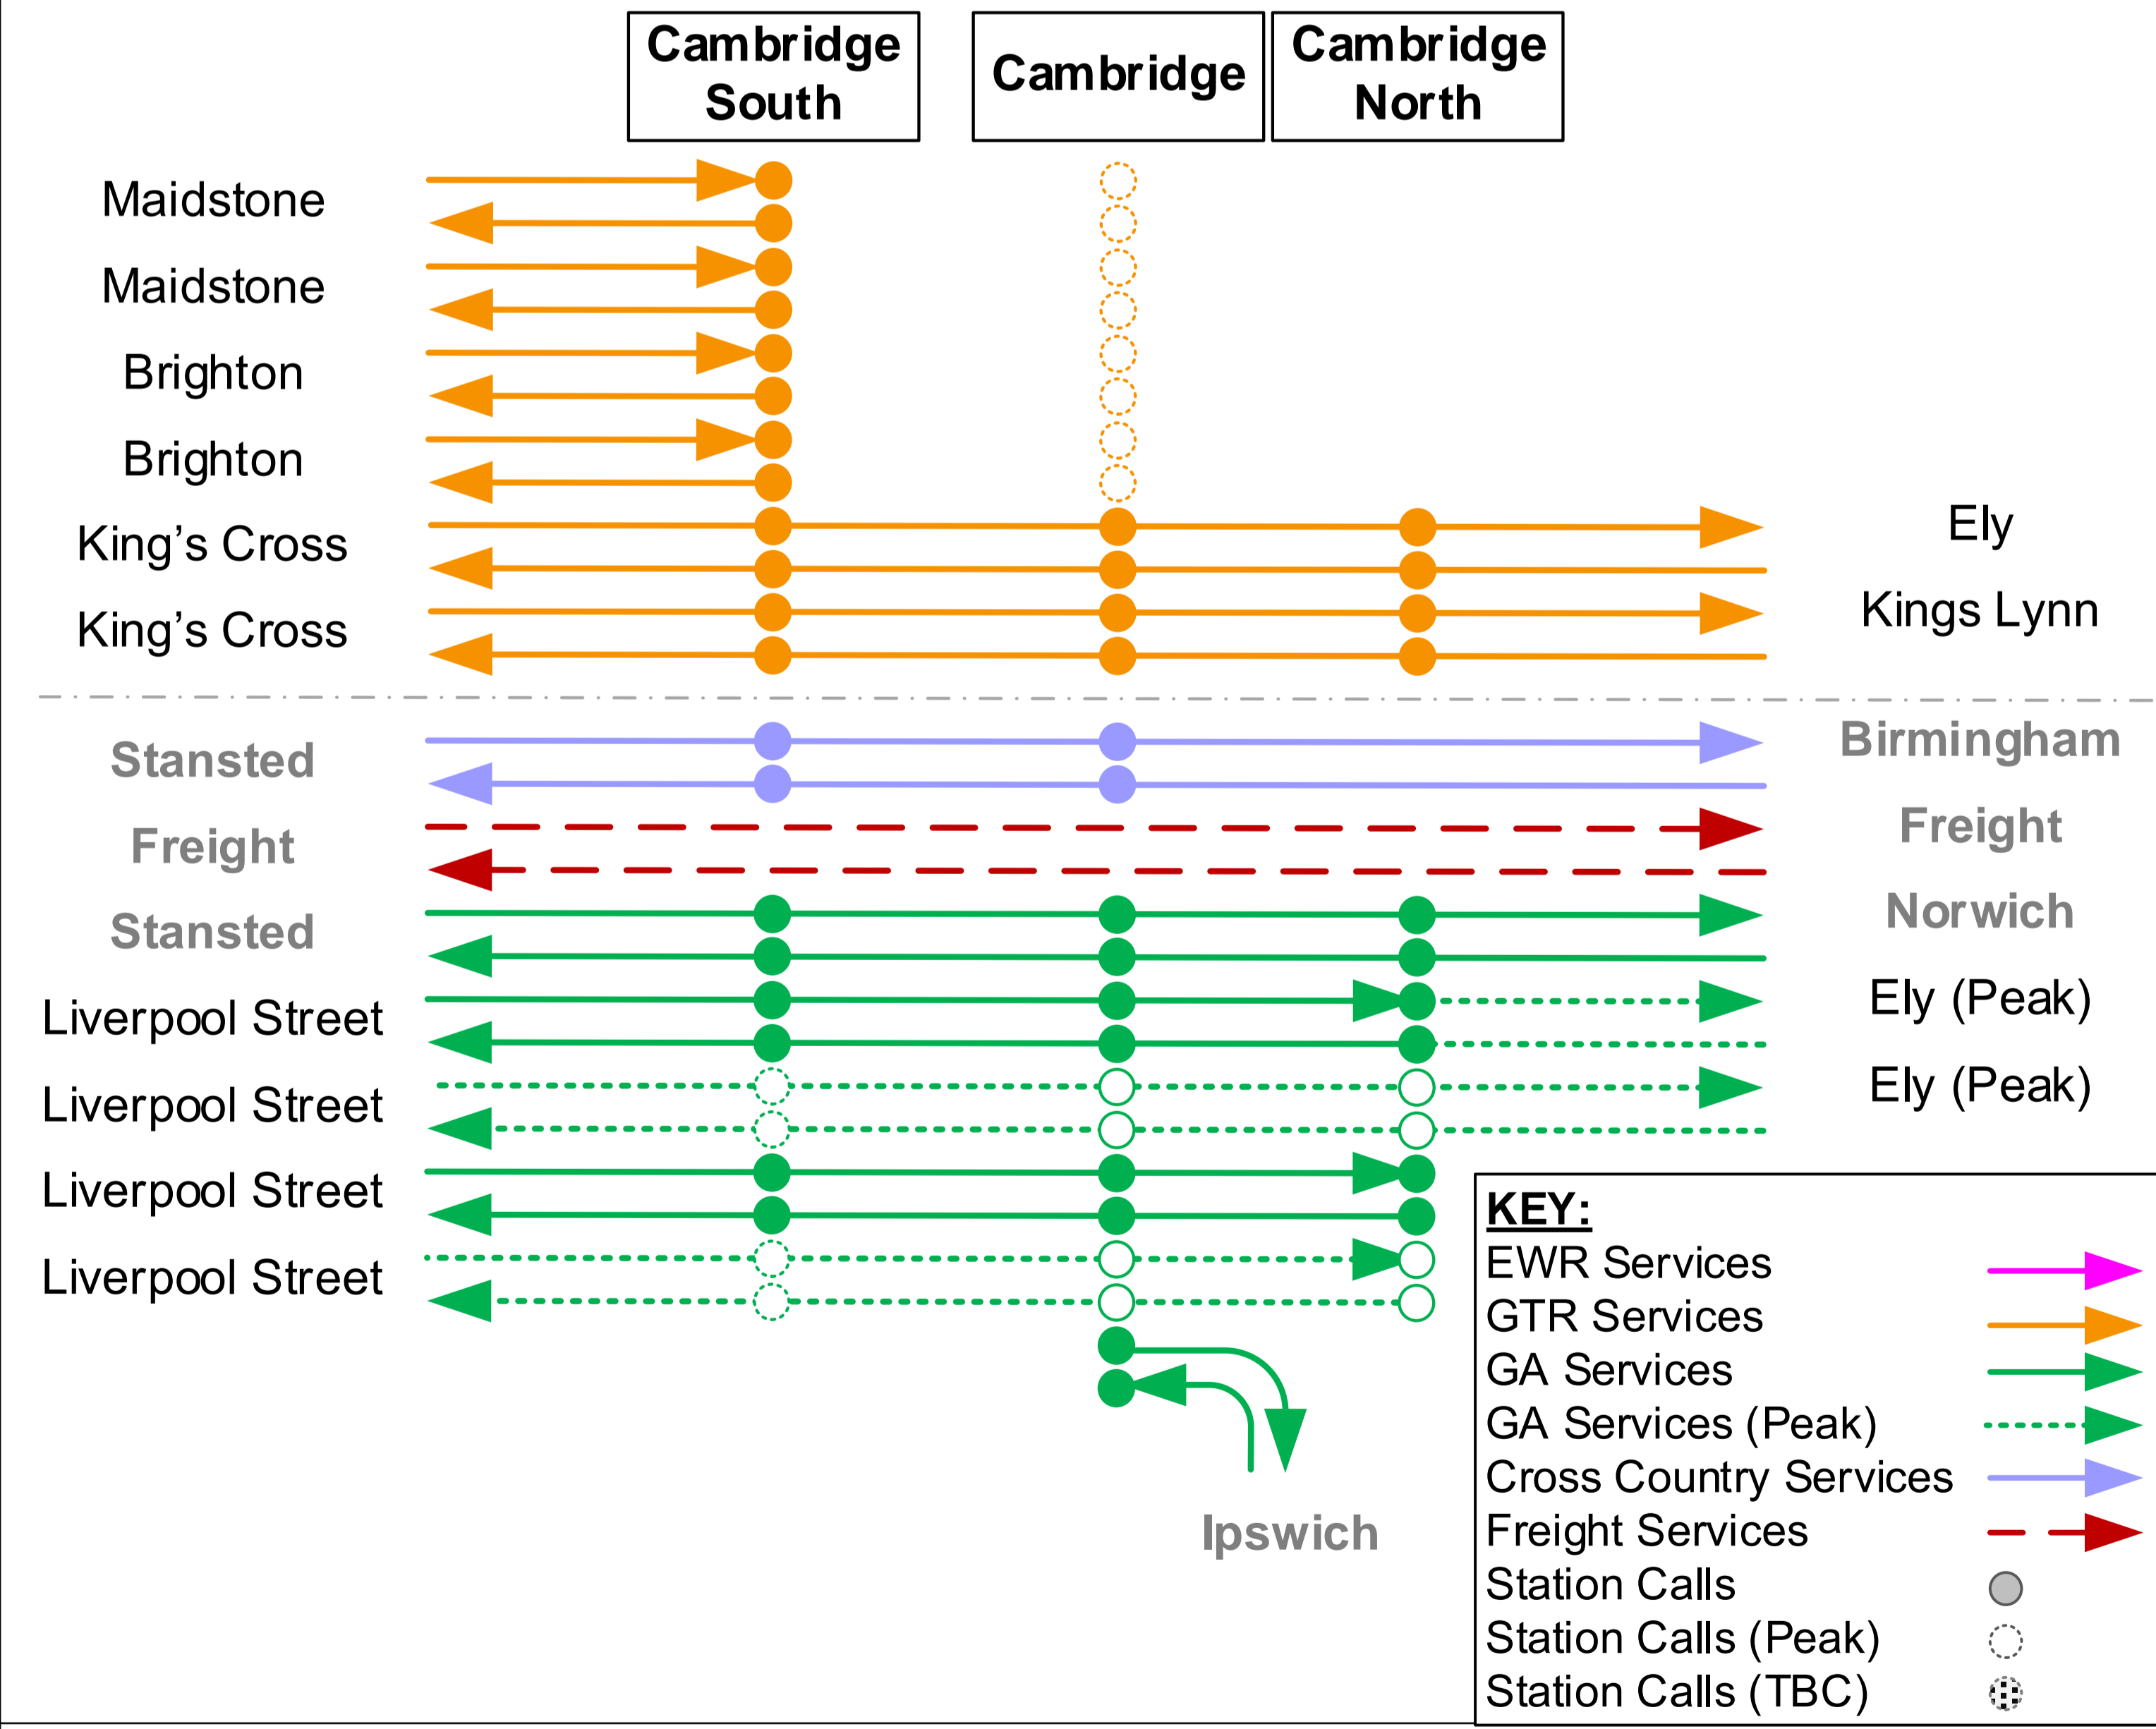 Cambridge
South
Cambridge
Cambridge
North
Maidstone
Maidstone
Brighton
Brighton
King's Cross
Ely
King's Cross
Kings Lynn
Stansted
Birmingham
Freight
Freight
Stansted
Norwich
Liverpool Street
Ely (Peak)
Liverpool Street
Ely (Peak)
Liverpool Street
Liverpool Street
Ipswich
KEY:
EWR Services
GTR Services
GA Services
GA Services (Peak)
Cross Country Services
Freight Services
Station Calls
Station Calls (Peak)
Station Calls (TBC)